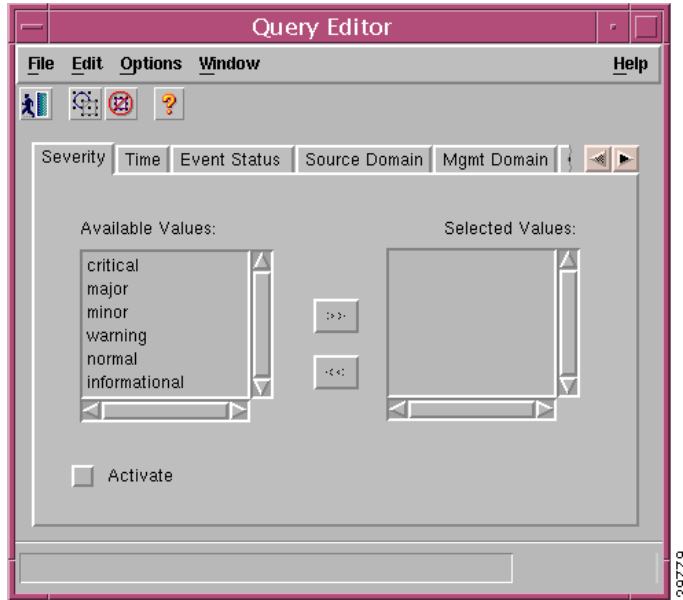 Query Editor
File Edit Options Window Help
?
Severity Time Event Status Source Domain Mgmt Domain
Available Values: Selected Values:
critical
major
minor
warning
normal
informational
>>
<<
Activate
39779